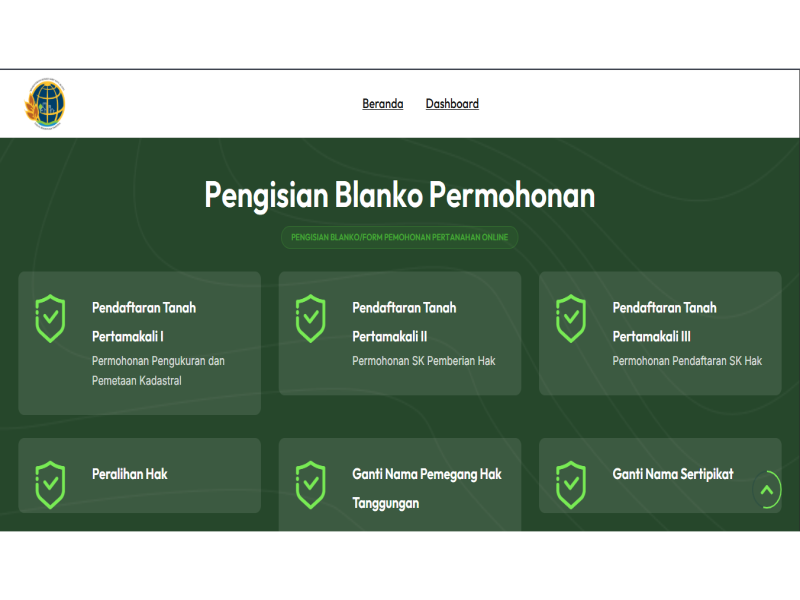 Beranda Dashboard
Pengisian Blanko Permohonan
PENGISIAN BLANKO/FORM PEMOHONAN PERTANAHAN ONLINE
Pendaftaran Tanah
Pertamakali I
Permohonan Pengukuran dan
Pemetaan Kadastral
Pendaftaran Tanah
Pertamakali II
Permohonan SK Pemberian Hak
Pendaftaran Tanah
Pertamakali III
Permohonan Pendaftaran SK Hak
Peralihan Hak
Ganti Nama Pemegang Hak
Tanggungan
Ganti Nama Sertipikat